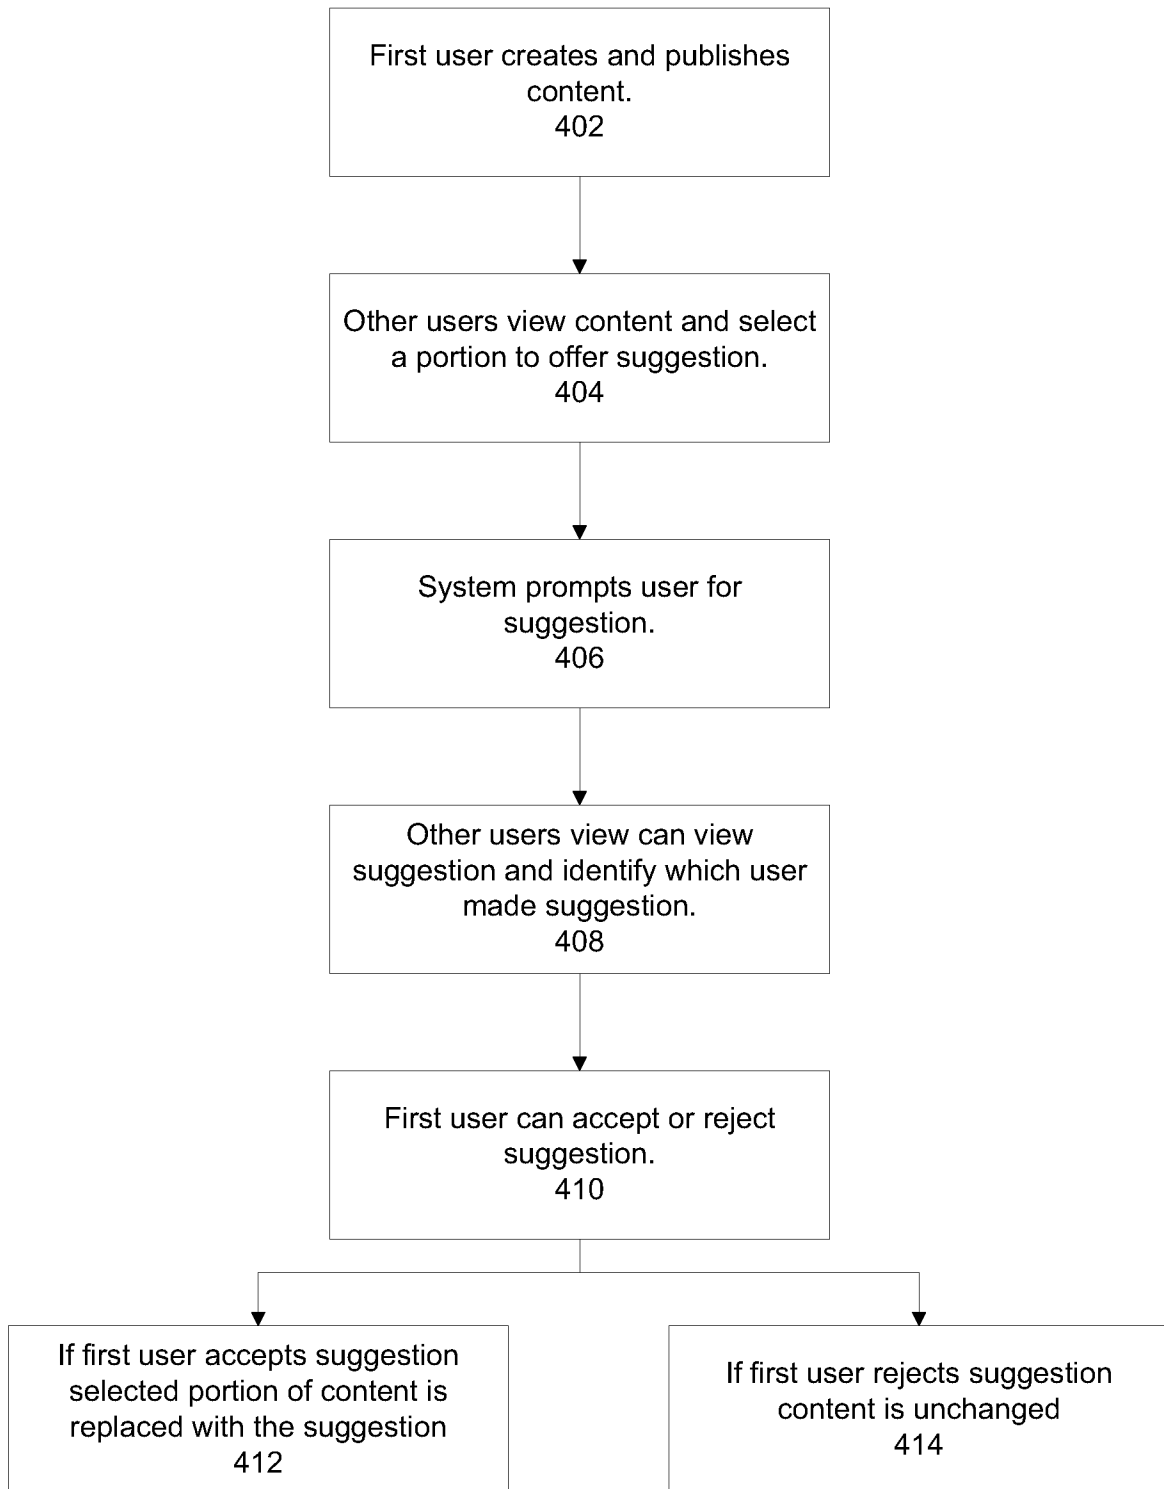 First user creates and publishes
content.
402
Other users view content and select
a portion to offer suggestion.
404
System prompts user for
suggestion.
406
Other users view can view
suggestion and identify which user
made suggestion.
408
First user can accept or reject
suggestion.
410
If first user accepts suggestion
selected portion of content is
replaced with the suggestion
412
If first user rejects suggestion
content is unchanged
414